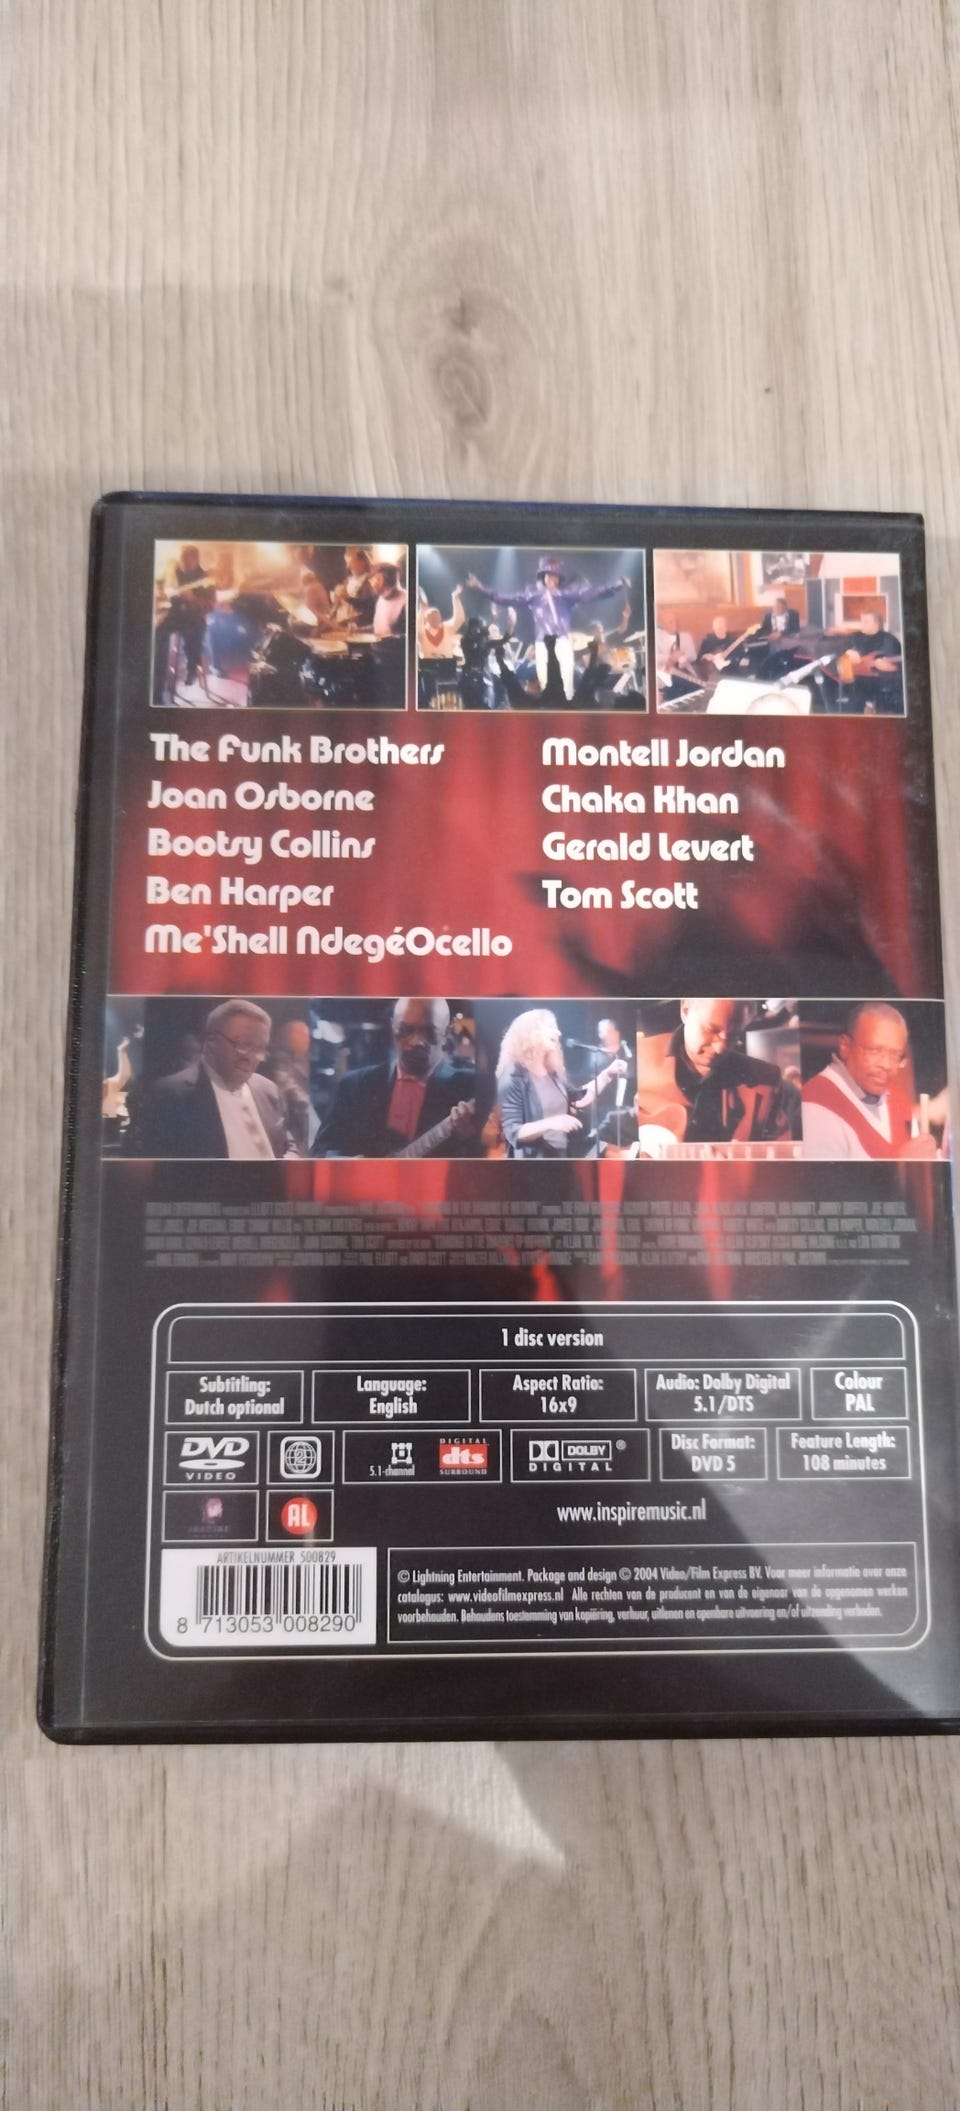 The Funk Brothers
Joan Osborne
Bootsy Collins
Ben Harper
Me'Shell NdegéOcello
Montell Jordan
Chaka Khan
Gerald Levert
Tom Scott
1 disc version
Subtitling:
Dutch optional
Language:
English
Aspect Ratio:
16x9
Audio: Dolby Digital
5.1/DTS
Colour
PAL
DVD
VIDEO
2
5.1-channel
DIGITAL
dts
SURROUND
DOLBY ®
DIGITAL
Disc Format:
DVD 5
Feature Length:
108 minutes
AL
www.inspiremusic.nl
ARTIKELNUMMER 500829
8 713053 008290
© Lightning Entertainment. Package and design © 2004 Video/Film Express BV. Voor meer informatie over onze
catalogus: www.videofilmexpress.nl Alle rechten van de producent en van de eigenaar van de opgenomen werken
voorbehouden. Behoudens toestemming van kopiëring, verhuur, uitlenen en openbare uitvoering en/of uitzending verboden.